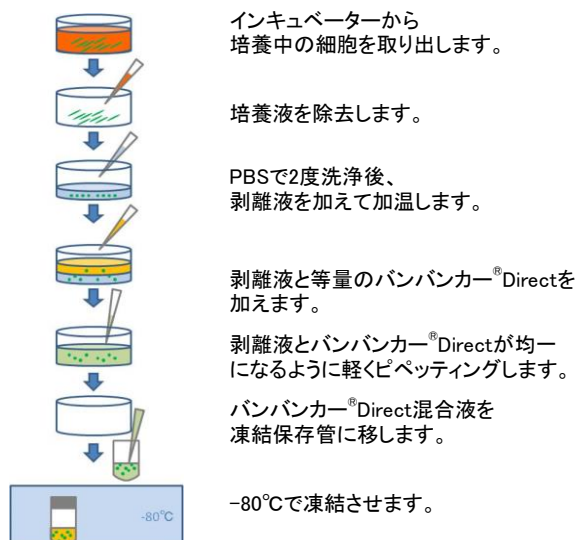 インキュベーターから
培養中の細胞を取り出します。
培養液を除去します。
PBSで2度洗浄後、
剥離液を加えて加温します。
剥離液と等量のバンバンカー®Directを
加えます。
剥離液とバンバンカー®Directが均一
になるように軽くピペッティングします。
バンバンカー®Direct混合液を
凍結保存管に移します。
-80℃で凍結させます。
-80℃